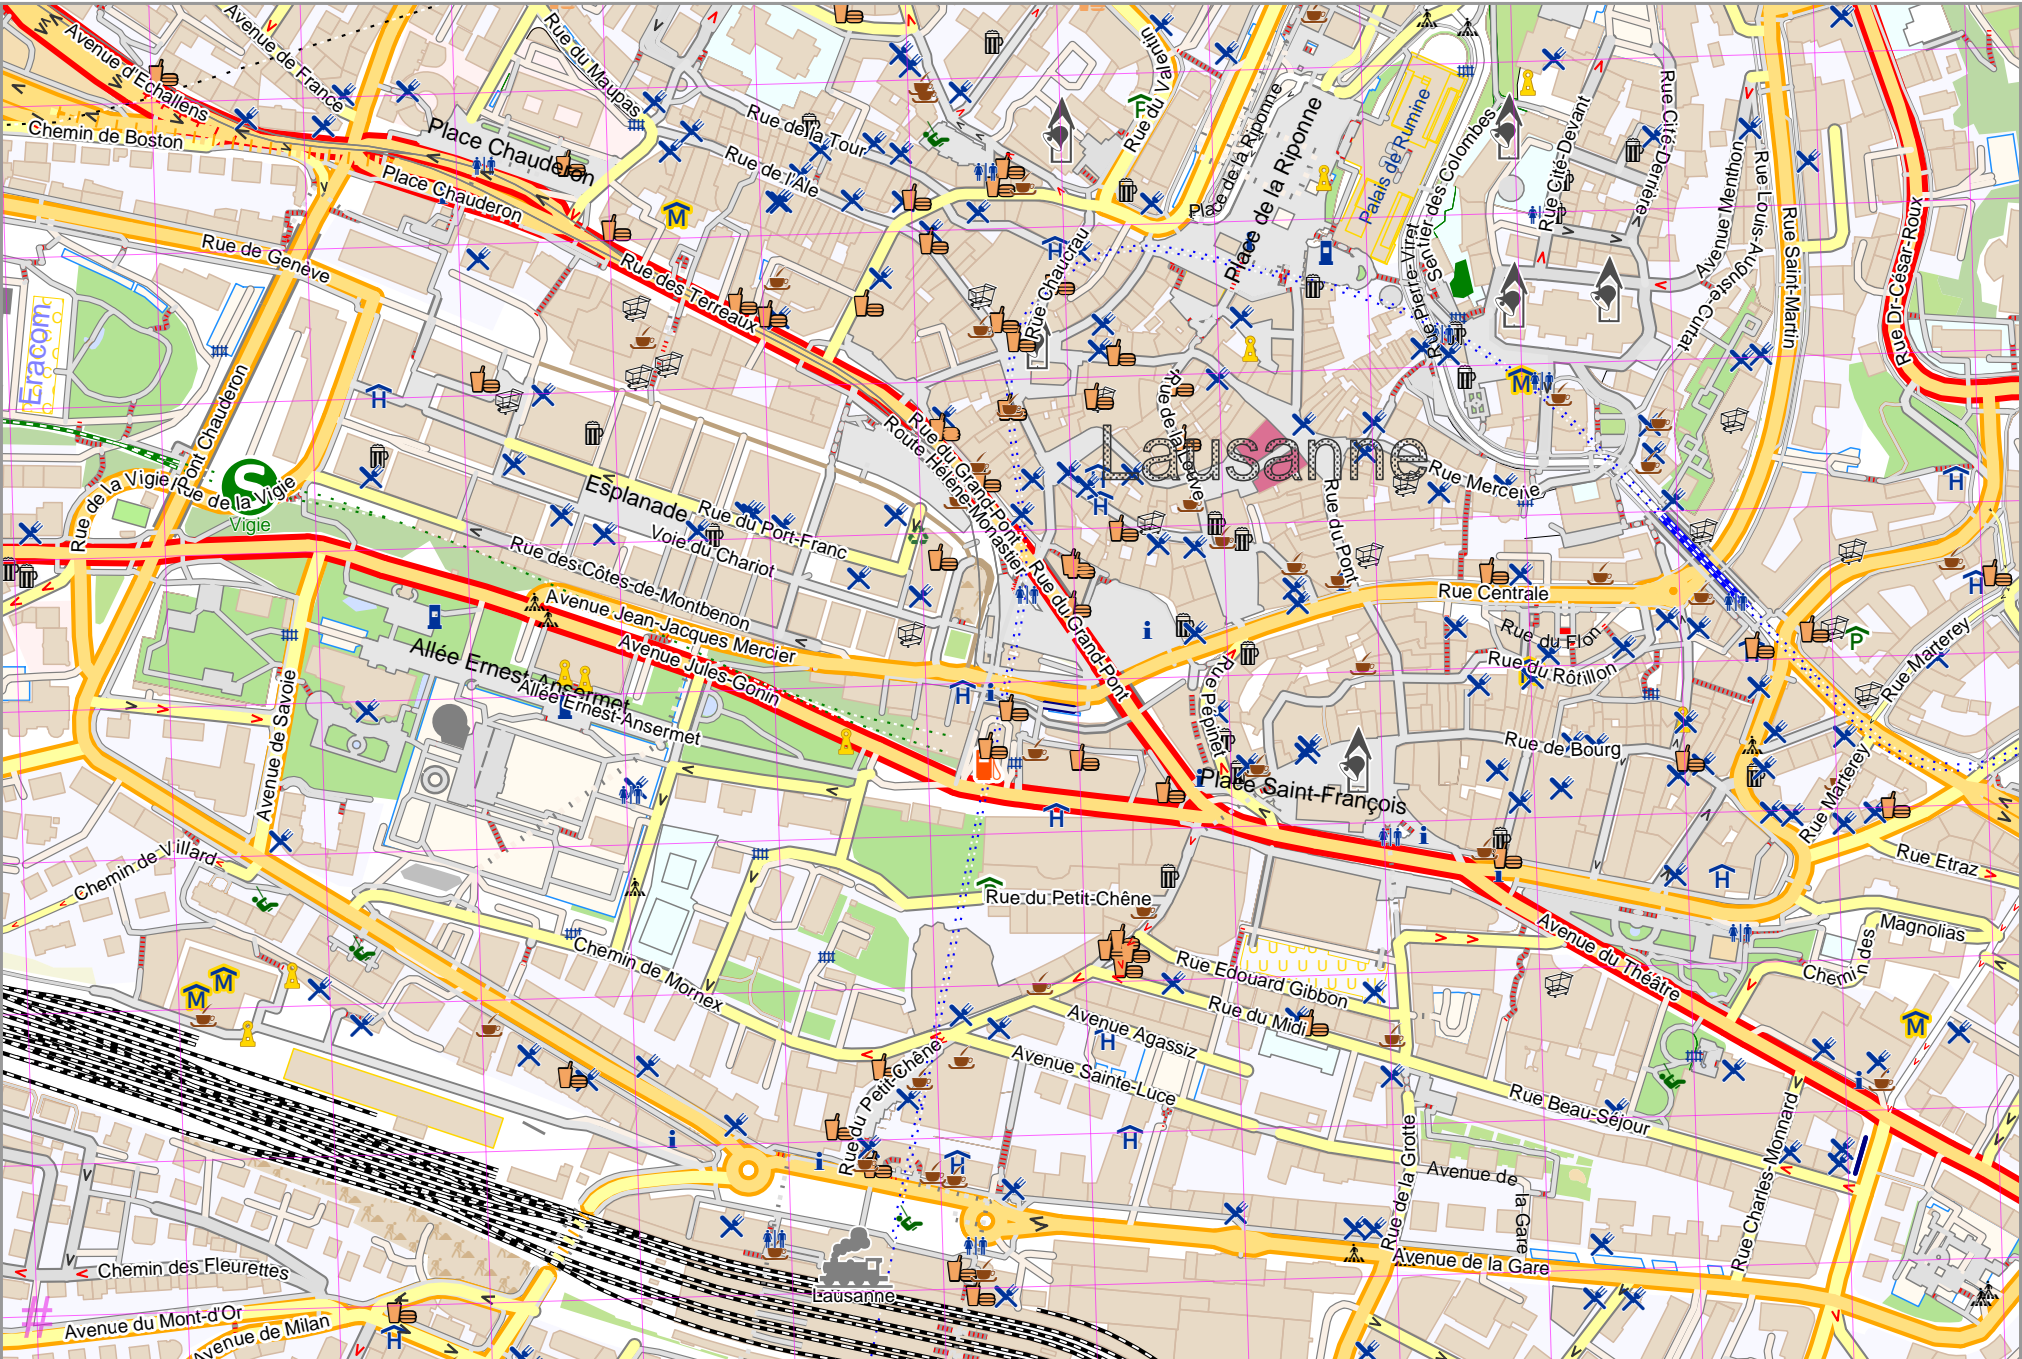 Avenue d'Echallens
Avenue de France
Rue du Maupas
Rue du Valentin
Place de la Riponne
Place de la Riponne
Palais de Rumine
Rue Cité-Derrière
Rue Cité-Devant
Chemin de Boston
Place Chauderon
Place Chauderon
Rue de la Tour
Rue de l'Ale
Sentier des Colombes
Rue Pierre-Viret
Avenue Menthon
Rue Louis-Auguste-Curtat
Rue Saint-Martin
Rue Dr-César-Roux
Rue de Genève
Rue des Terreaux
Rue Chaucrau
Eracom
Pont Chauderon
Rue du Grand-Pont
Route Hélène-Monastier
Rue de la Louve
Lausanne
Rue Mercerie
Rue du Pont
Rue de la Vigie
Rue de la Vigie
S
Vigie
Esplanade
Rue du Port-Franc
Voie du Chariot
Rue des Côtes-de-Montbenon
Avenue Jean-Jacques Mercier
Avenue Jules-Gonin
Rue du Grand-Pont
Rue Centrale
Rue du Flon
Rue du Rôtillon
Rue Marterey
Allée Ernest-Ansermet
Allée Ernest-Ansermet
Avenue de Savoie
Rue Pépinet
Place Saint-François
Rue de Bourg
Rue Marterey
Rue Etraz
Chemin de Villard
Rue du Petit-Chêne
Avenue du Théâtre
Chemin des Magnolias
Chemin de Mornex
Rue Edouard Gibbon
Rue du Midi
Avenue Agassiz
Avenue Sainte-Luce
Rue du Petit-Chêne
Rue Beau-Séjour
Rue de la Grotte
Avenue de la Gare
Rue Charles-Monnard
Avenue de la Gare
Lausanne
Chemin des Fleurettes
Avenue du Mont-d'Or
Avenue de Milan